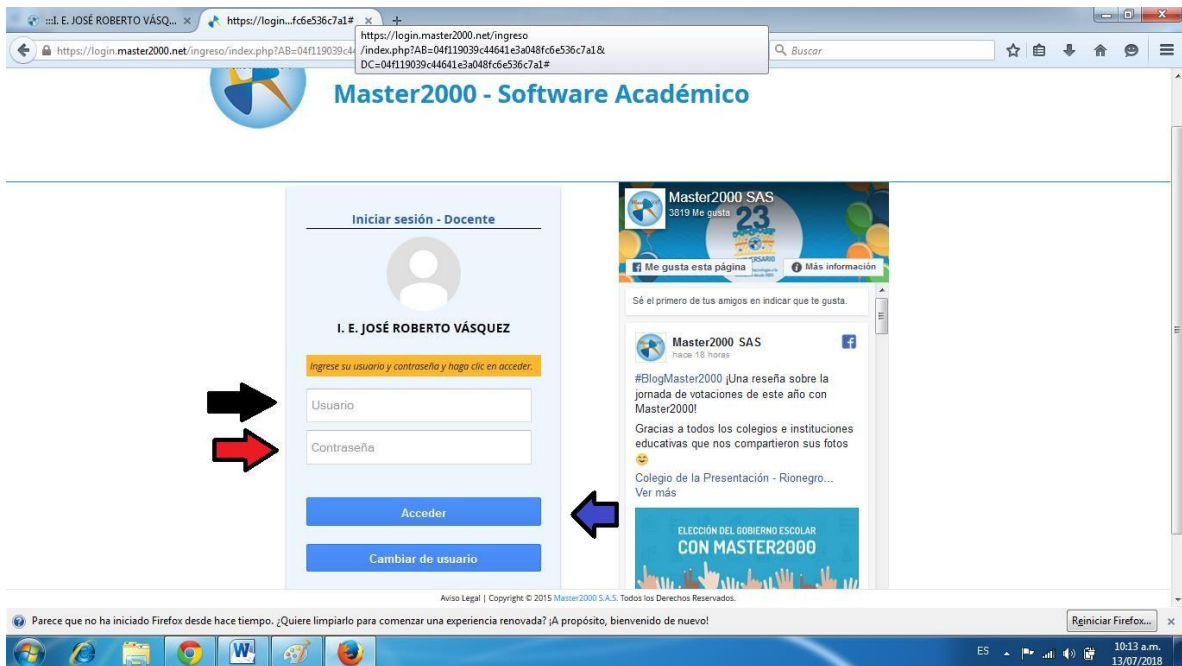 :::I. E. JOSÉ ROBERTO VÁSQ...
https://login...fc6e536c7a1#
https://login.master2000.net/ingreso
/index.php?AB=04f119039c44641e3a048fc6e536c7a1&
DC=04f119039c44641e3a048fc6e536c7a1#
https://login.master2000.net/ingreso/index.php?AB=04f119039c4
Buscar
Master2000 - Software Académico
Iniciar sesión - Docente
I. E. JOSÉ ROBERTO VÁSQUEZ
Ingrese su usuario y contraseña y haga clic en acceder.
Usuario
Contraseña
Acceder
Cambiar de usuario
Master2000 SAS
3819 Me gusta
23
Me gusta esta página
Más información
Sé el primero de tus amigos en indicar que te gusta.
Master2000 SAS
hace 18 horas
#BlogMaster2000 ¡Una reseña sobre la
jornada de votaciones de este año con
Master2000!
Gracias a todos los colegios e instituciones
educativas que nos compartieron sus fotos
Colegio de la Presentación - Rionegro...
Ver más
ELECCIÓN DEL GOBIERNO ESCOLAR
CON MASTER2000
Aviso Legal | Copyright © 2015 Master2000 S.A.S. Todos los Derechos Reservados.
Parece que no ha iniciado Firefox desde hace tiempo. ¿Quiere limpiarlo para comenzar una experiencia renovada? ¡A propósito, bienvenido de nuevo!
Reiniciar Firefox...
ES
10:13 a.m.
13/07/2018